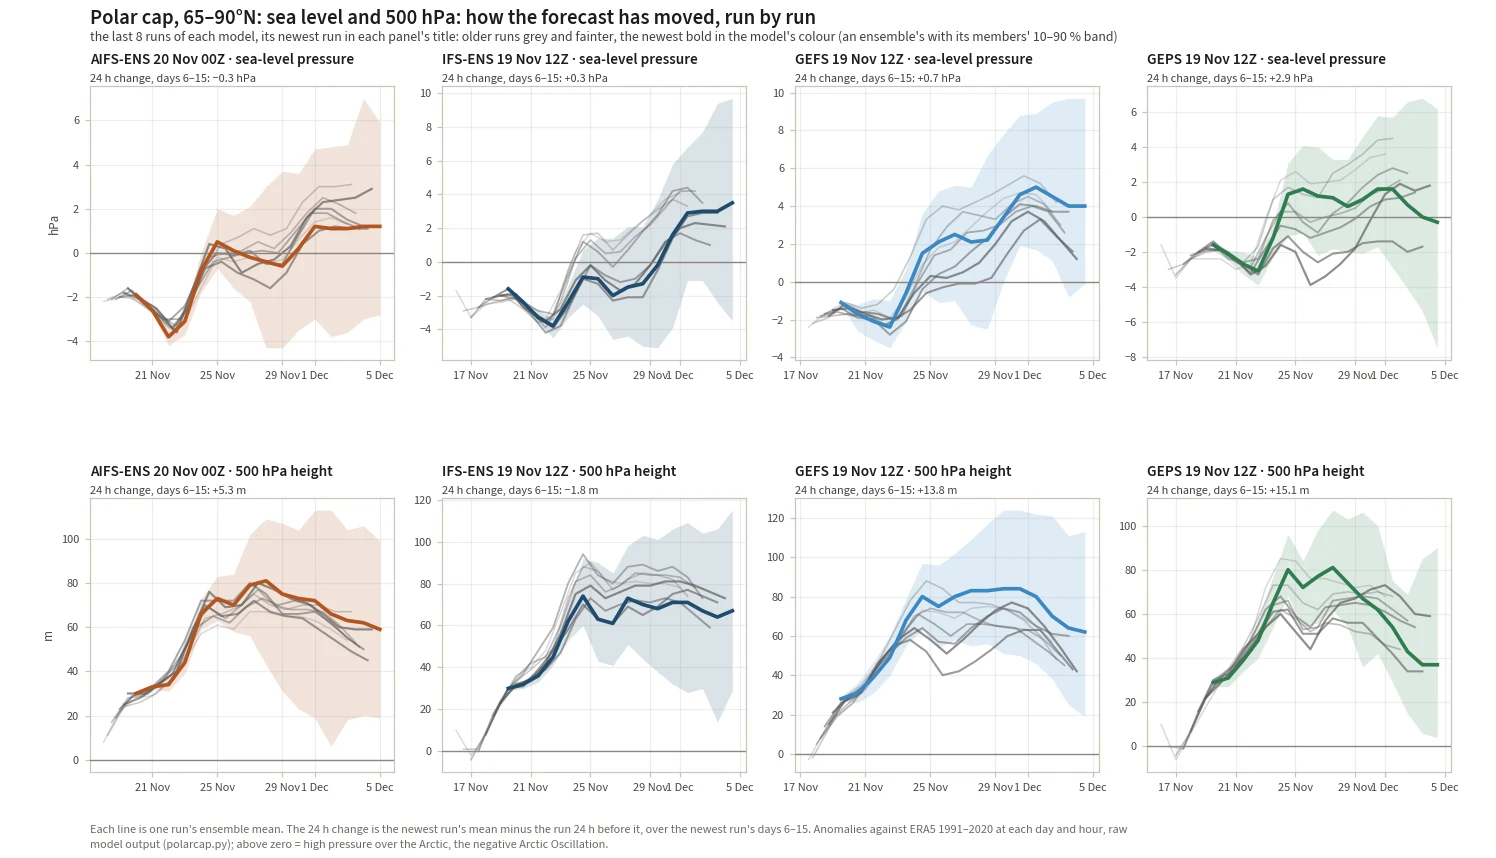 Polar cap, 65–90°N: sea level and 500 hPa: how the forecast has moved, run by run
the last 8 runs of each model, its newest run in each panel's title: older runs grey and fainter, the newest bold in the model's colour (an ensemble's with its members' 10–90 % band)
AIFS-ENS 20 Nov 00Z · sea-level pressure
24 h change, days 6–15: −0.3 hPa
hPa
6
4
2
0
−2
−4
21 Nov 25 Nov 29 Nov 1 Dec 5 Dec
IFS-ENS 19 Nov 12Z · sea-level pressure
24 h change, days 6–15: +0.3 hPa
10
8
6
4
2
0
−2
−4
17 Nov 21 Nov 25 Nov 29 Nov 1 Dec 5 Dec
GEFS 19 Nov 12Z · sea-level pressure
24 h change, days 6–15: +0.7 hPa
10
8
6
4
2
0
−2
−4
17 Nov 21 Nov 25 Nov 29 Nov 1 Dec 5 Dec
GEPS 19 Nov 12Z · sea-level pressure
24 h change, days 6–15: +2.9 hPa
6
4
2
0
−2
−4
−6
−8
17 Nov 21 Nov 25 Nov 29 Nov 1 Dec 5 Dec
AIFS-ENS 20 Nov 00Z · 500 hPa height
24 h change, days 6–15: +5.3 m
m
100
80
60
40
20
0
21 Nov 25 Nov 29 Nov 1 Dec 5 Dec
IFS-ENS 19 Nov 12Z · 500 hPa height
24 h change, days 6–15: −1.8 m
120
100
80
60
40
20
0
17 Nov 21 Nov 25 Nov 29 Nov 1 Dec 5 Dec
GEFS 19 Nov 12Z · 500 hPa height
24 h change, days 6–15: +13.8 m
120
100
80
60
40
20
0
17 Nov 21 Nov 25 Nov 29 Nov 1 Dec 5 Dec
GEPS 19 Nov 12Z · 500 hPa height
24 h change, days 6–15: +15.1 m
100
80
60
40
20
0
17 Nov 21 Nov 25 Nov 29 Nov 1 Dec 5 Dec
Each line is one run's ensemble mean. The 24 h change is the newest run's mean minus the run 24 h before it, over the newest run's days 6–15. Anomalies against ERA5 1991–2020 at each day and hour, raw
model output (polarcap.py); above zero = high pressure over the Arctic, the negative Arctic Oscillation.